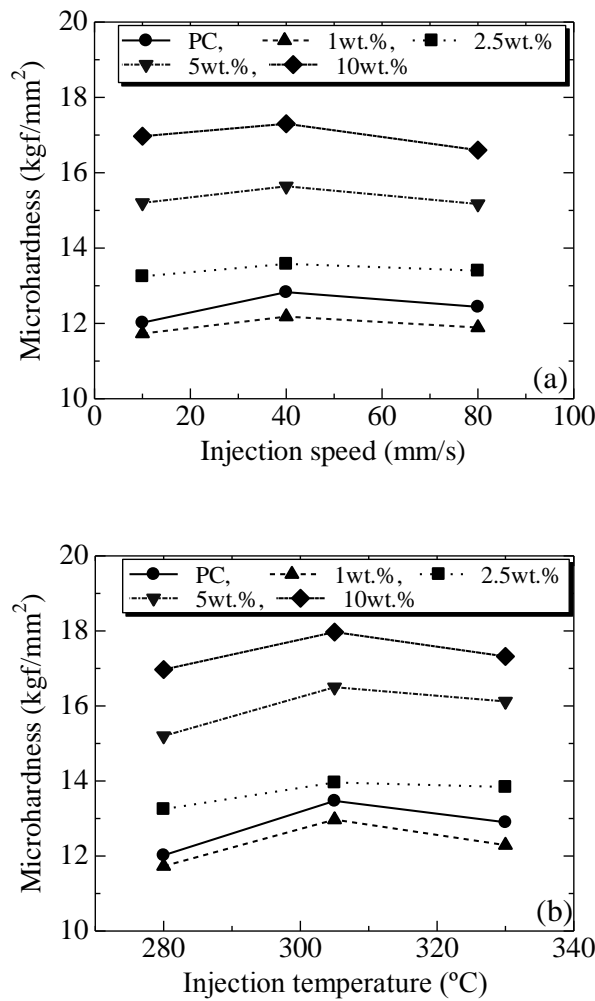 20
PC, 1wt.%, 2.5wt.%
5wt.%, 10wt.%
18
16
14
12
10
Microhardness (kgf/mm²)
(a)
0 20 40 60 80 100
Injection speed (mm/s)
20
PC, 1wt.%, 2.5wt.%
5wt.%, 10wt.%
18
16
14
12
10
Microhardness (kgf/mm²)
(b)
280 300 320 340
Injection temperature (ºC)